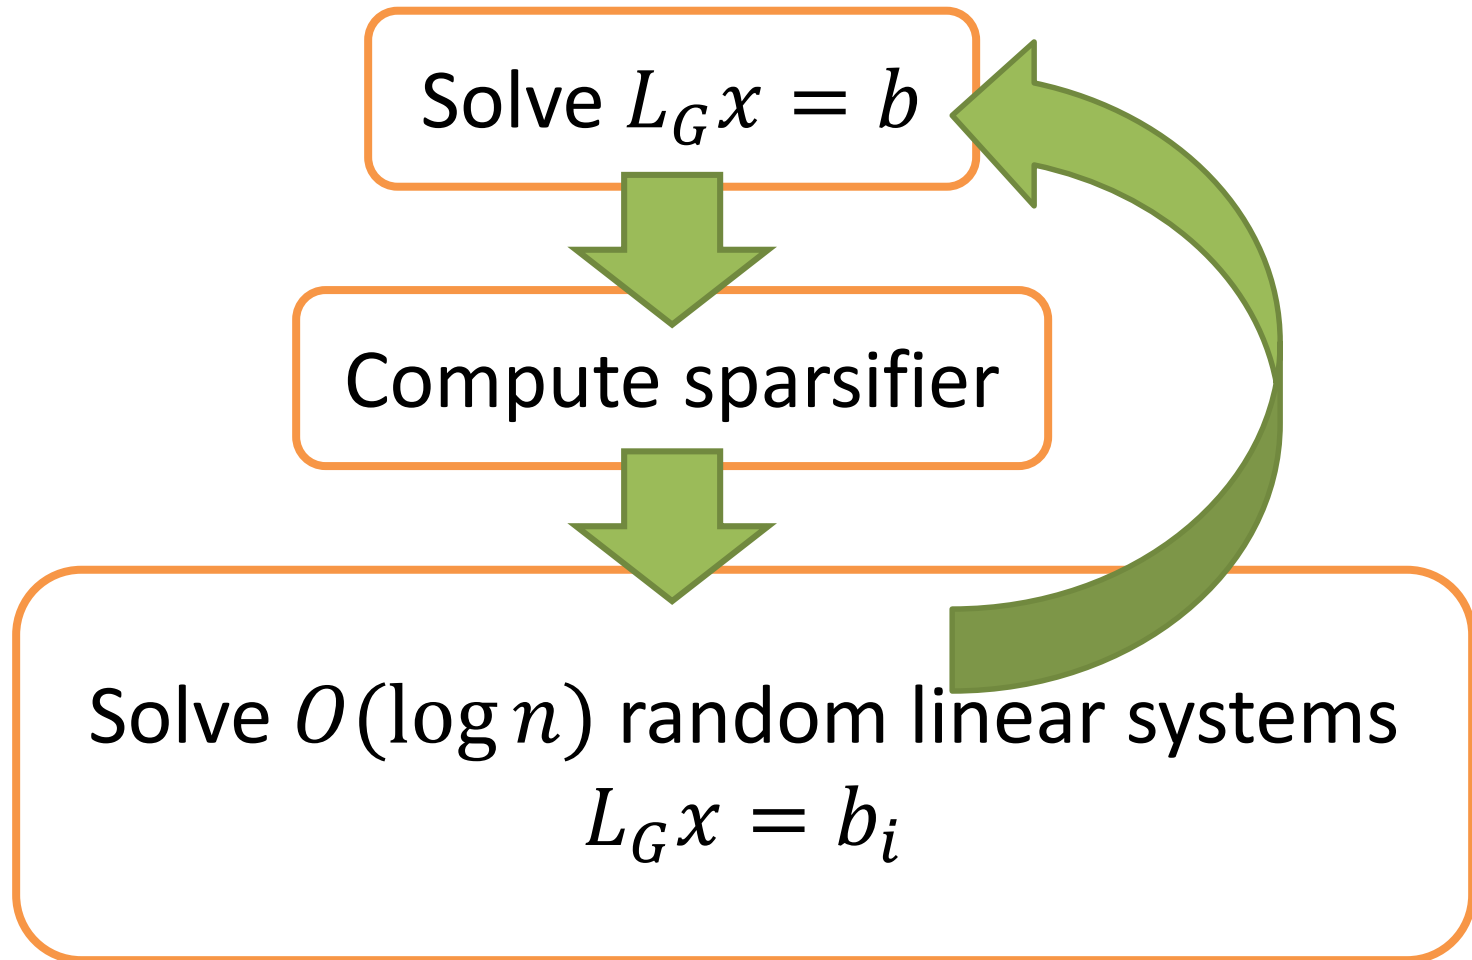 Solve $L_G x = b$
Compute sparsifier
Solve $O(\log n)$ random linear systems
$L_G x = b_i$